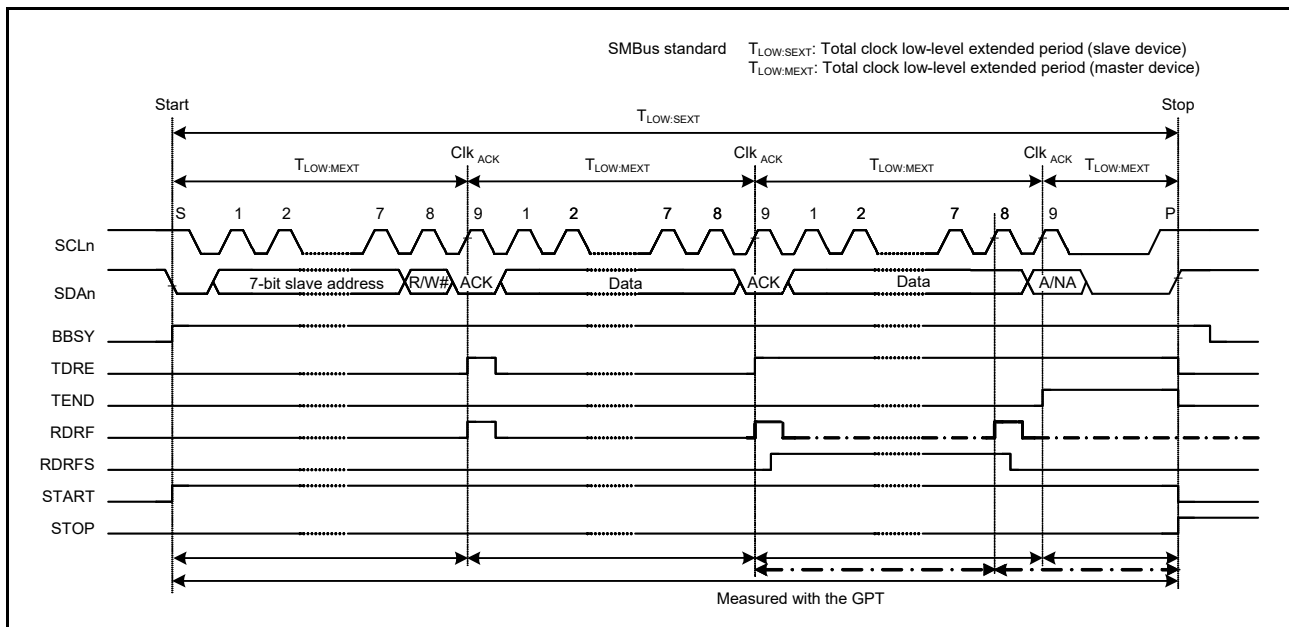 SMBus standard T_LOW:SEXT: Total clock low-level extended period (slave device)
T_LOW:MEXT: Total clock low-level extended period (master device)
Start Stop
T_LOW:SEXT
Clk ACK Clk ACK Clk ACK
T_LOW:MEXT T_LOW:MEXT T_LOW:MEXT T_LOW:MEXT
S 1 2 7 8 9 1 2 7 8 9 1 2 7 8 9 P
SCLn
SDAn 7-bit slave address R/W# ACK Data ACK Data A/NA
BBSY
TDRE
TEND
RDRF
RDRFS
START
STOP
Measured with the GPT